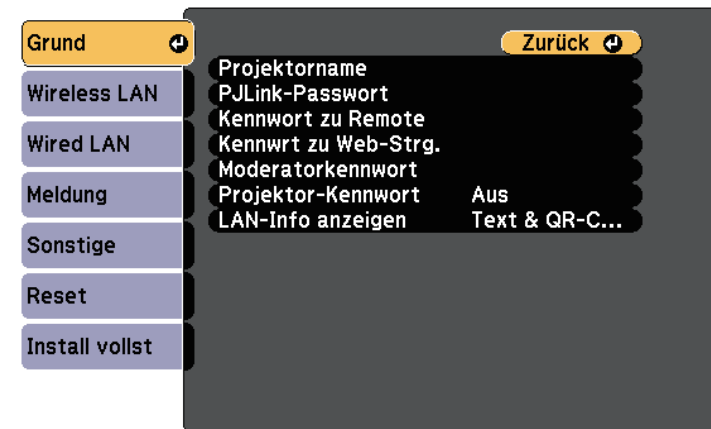 Grund
Wireless LAN
Wired LAN
Meldung
Sonstige
Reset
Install vollst
Zurück
Projektorname
PJLink-Passwort
Kennwort zu Remote
Kennwrt zu Web-Strg.
Moderatorkennwort
Projektor-Kennwort Aus
LAN-Info anzeigen Text & QR-C...